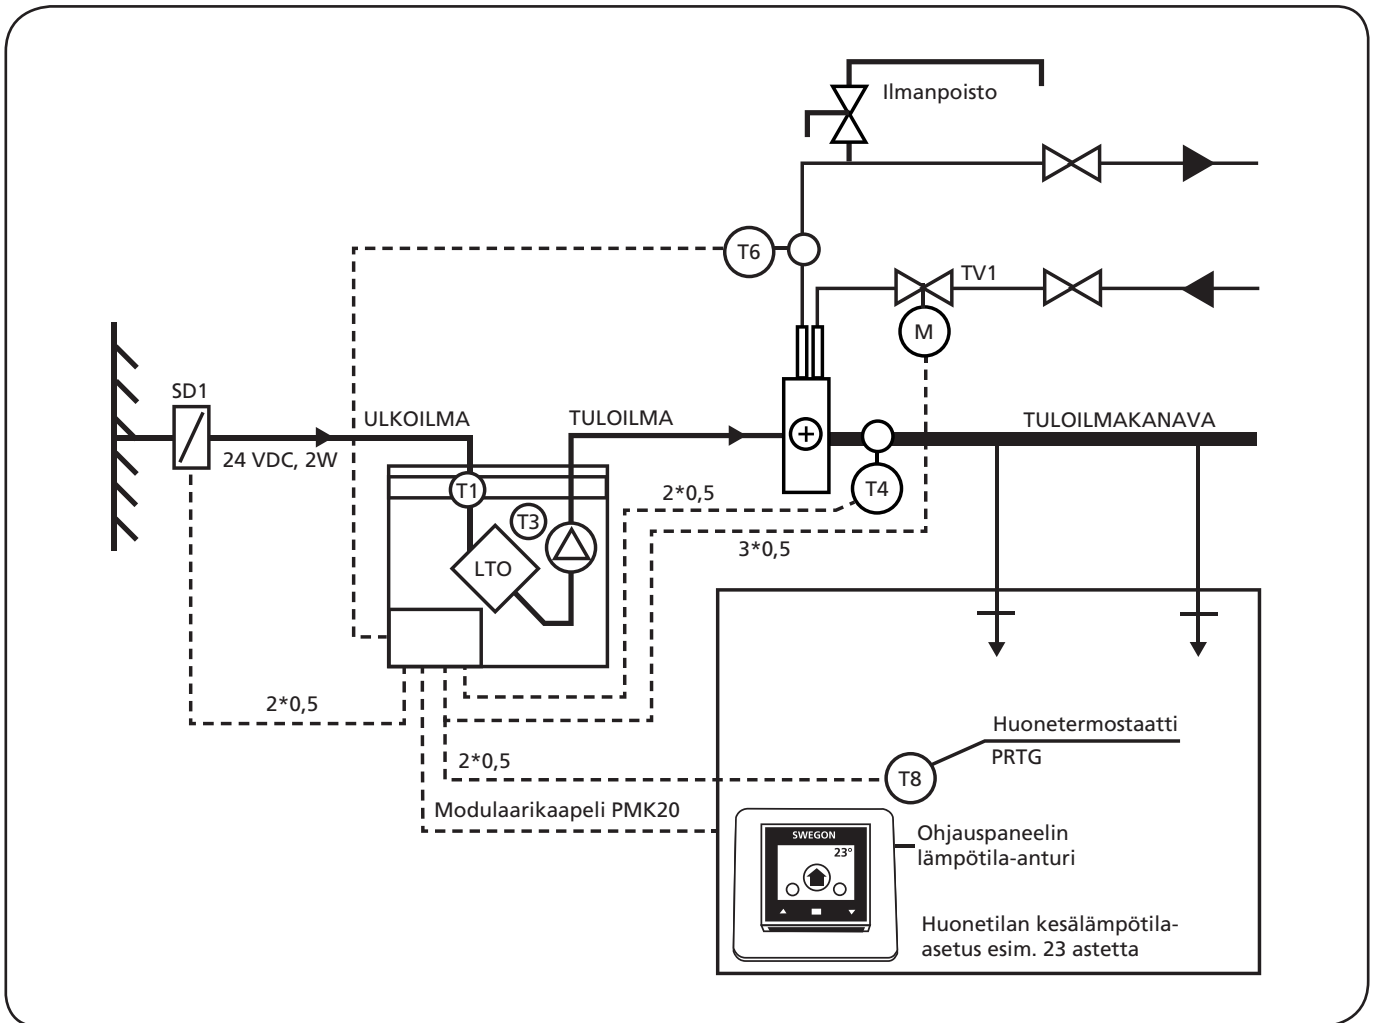 Ilmanpoisto
T6
TV1
M
SD1
ULKOILMA
TULOILMA
TULOILMAKANAVA
24 VDC, 2W
T1
T3
2*0,5
T4
3*0,5
LTO
2*0,5
Huonetermostaatti
PRTG
2*0,5
T8
Modulaarikaapeli PMK20
SWEGON
23°
Ohjauspaneelin
lämpötila-anturi
Huonetilan kesälämpötila-
asetus esim. 23 astetta